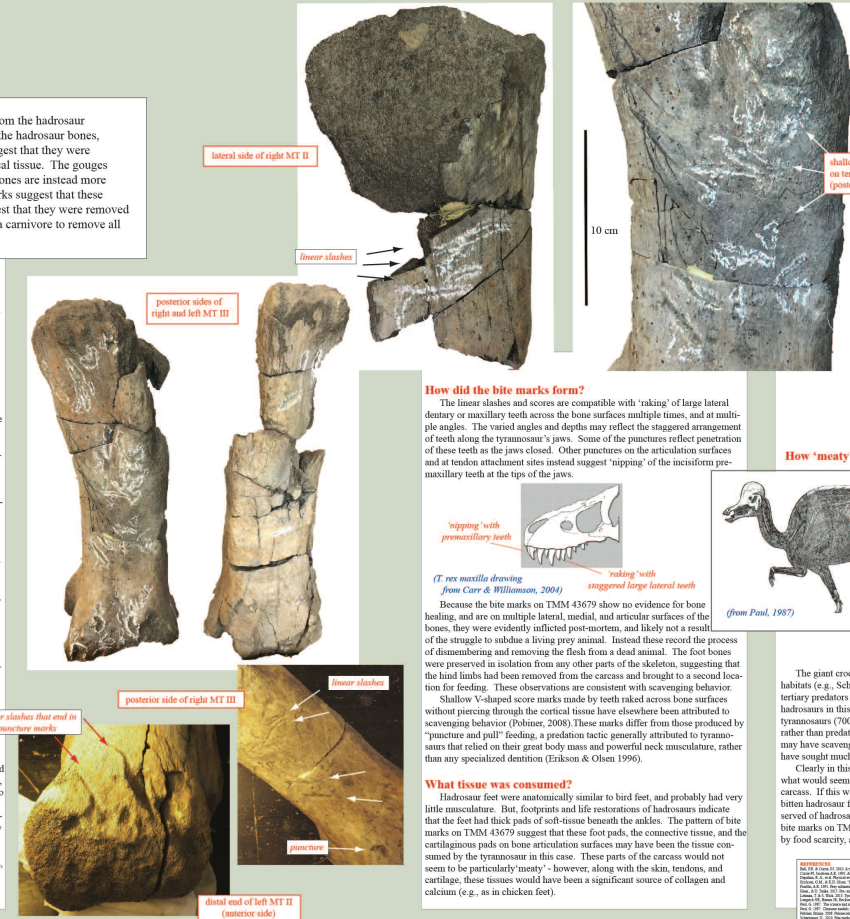 om the hadrosaur
the hadrosaur bones,
gest that they were
cal tissue. The gouges
ones are instead more
rks suggest that these
est that they were removed
a carnivore to remove all
lateral side of right MT II
linear slashes
10 cm
shallo
on ten
(poste
posterior sides of
right and left MT III
How did the bite marks form?
The linear slashes and scores are compatible with ‘raking’ of large lateral
dentary or maxillary teeth across the bone surfaces multiple times, and at multi-
ple angles. The varied angles and depths may reflect the staggered arrangement
of teeth along the tyrannosaur's jaws. Some of the punctures reflect penetration
of these teeth as the jaws closed. Other punctures on the articulation surfaces
and at tendon attachment sites instead suggest ‘nipping’ of the incisiform pre-
maxillary teeth at the tips of the jaws.
‘nipping’ with
premaxillary teeth
‘raking’ with
staggered large lateral teeth
(T. rex maxilla drawing
from Carr & Williamson, 2004)
Because the bite marks on TMM 43679 show no evidence for bone
healing, and are on multiple lateral, medial, and articular surfaces of the
bones, they were evidently inflicted post-mortem, and likely not a result
of the struggle to subdue a living prey animal. Instead these record the process
of dismembering and removing the flesh from a dead animal. The foot bones
were preserved in isolation from any other parts of the skeleton, suggesting that
the hind limbs had been removed from the carcass and brought to a second loca-
tion for feeding. These observations are consistent with scavenging behavior.
Shallow V-shaped score marks made by teeth raked across bone surfaces
without piercing through the cortical tissue have elsewhere been attributed to
scavenging behavior (Pobiner, 2008).These marks differ from those produced by
“puncture and pull” feeding, a predation tactic generally attributed to tyranno-
saurs that relied on their great body mass and powerful neck musculature, rather
than any specialized dentition (Erikson & Olsen 1996).
What tissue was consumed?
Hadrosaur feet were anatomically similar to bird feet, and probably had very
little musculature. But, footprints and life restorations of hadrosaurs indicate
that the feet had thick pads of soft-tissue beneath the ankles. The pattern of bite
marks on TMM 43679 suggest that these foot pads, the connective tissue, and the
cartilaginous pads on bone articulation surfaces may have been the tissue con-
sumed by the tyrannosaur in this case. These parts of the carcass would not
seem to be particularly‘meaty’ - however, along with the skin, tendons, and
cartilage, these tissues would have been a significant source of collagen and
calcium (e.g., as in chicken feet).
posterior side of right MT III
linear slashes
puncture
r slashes that end in
puncture marks
distal end of left MT II
(anterior side)
How ‘meaty’
(from Paul, 1987)
The giant croc
habitats (e.g., Sch
tertiary predators
hadrosaurs in this
tyrannosaurs (700
rather than predat
may have scaveng
have sought much
Clearly in this
what would seem
carcass. If this w
bitten hadrosaur f
served of hadrosa
bite marks on TM
by food scarcity, a
REFERENCES